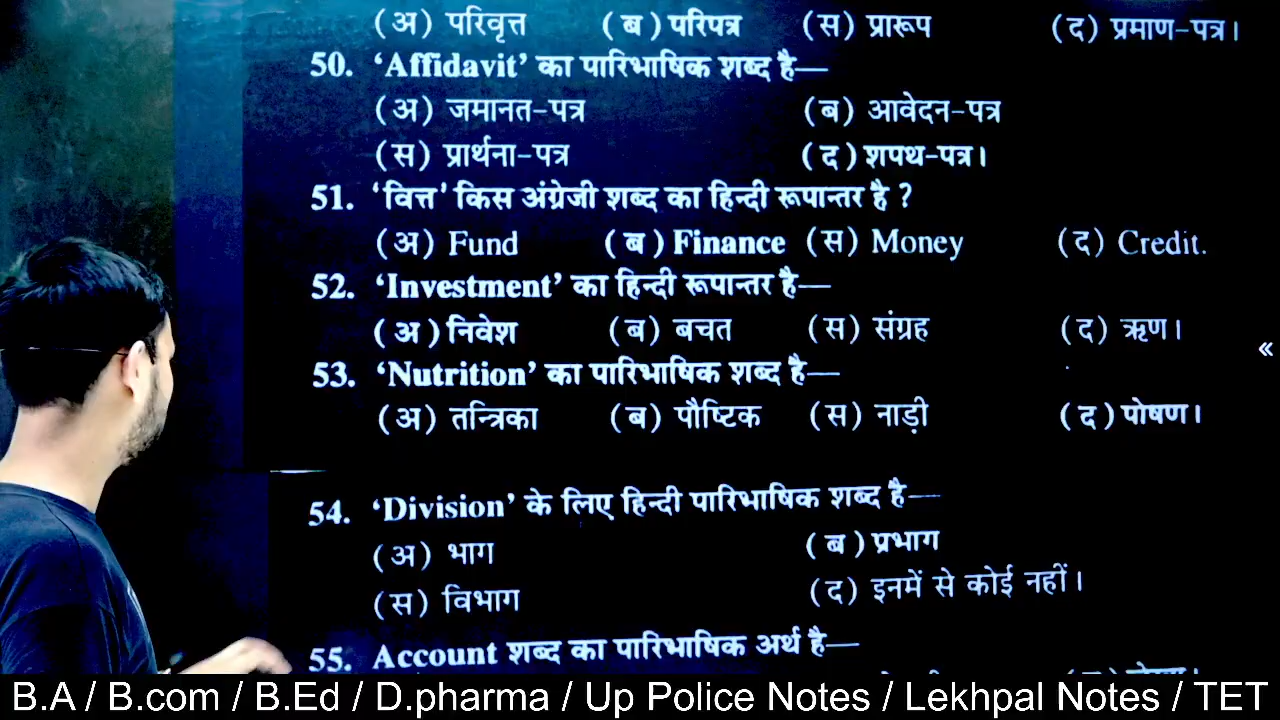 (अ) परिवृत्त (ब) परिपत्र (स) प्रारूप (द) प्रमाण-पत्र।
50. ‘Affidavit’ का पारिभाषिक शब्द है—
(अ) जमानत-पत्र (ब) आवेदन-पत्र
(स) प्रार्थना-पत्र (द) शपथ-पत्र।
51. ‘वित्त’ किस अंग्रेजी शब्द का हिन्दी रूपान्तर है ?
(अ) Fund (ब) Finance (स) Money (द) Credit.
52. ‘Investment’ का हिन्दी रूपान्तर है—
(अ) निवेश (ब) बचत (स) संग्रह (द) ऋण।
«
53. ‘Nutrition’ का पारिभाषिक शब्द है—
(अ) तन्त्रिका (ब) पौष्टिक (स) नाड़ी (द) पोषण।
54. ‘Division’ के लिए हिन्दी पारिभाषिक शब्द है—
(अ) भाग (ब) प्रभाग
(स) विभाग (द) इनमें से कोई नहीं।
55. Account शब्द का पारिभाषिक अर्थ है—
B.A / B.com / B.Ed / D.pharma / Up Police Notes / Lekhpal Notes / TET